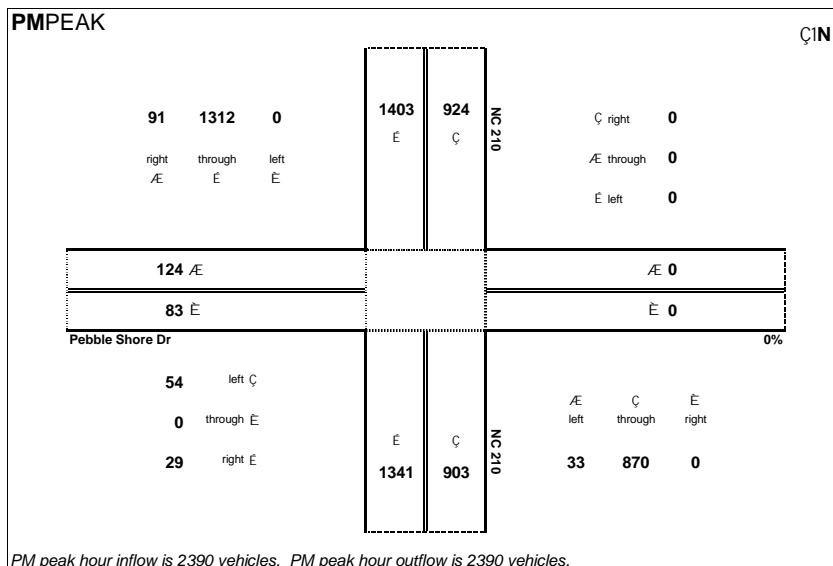 PMPEAK
Ç1N
91 1312 0
right through left
Æ É È
1403 924
É Ç
NC 210
Ç right 0
Æ through 0
É left 0
124 Æ
83 È
Æ 0
È 0
Pebble Shore Dr
0%
54 left Ç
0 through È
29 right É
É Ç
1341 903
NC 210
Æ Ç È
left through right
33 870 0
PM peak hour inflow is 2390 vehicles. PM peak hour outflow is 2390 vehicles.